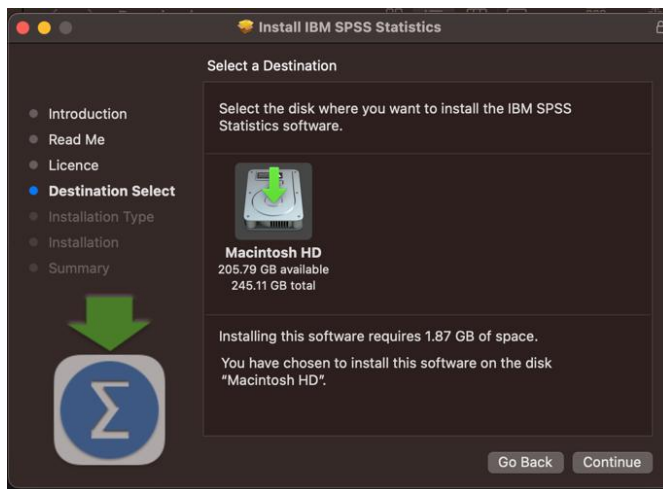 Install IBM SPSS Statistics
Select a Destination
Introduction
Read Me
Licence
Destination Select
Installation Type
Installation
Summary
Select the disk where you want to install the IBM SPSS
Statistics software.
Macintosh HD
205.79 GB available
245.11 GB total
Installing this software requires 1.87 GB of space.
You have chosen to install this software on the disk
“Macintosh HD”.
Σ
Go Back
Continue